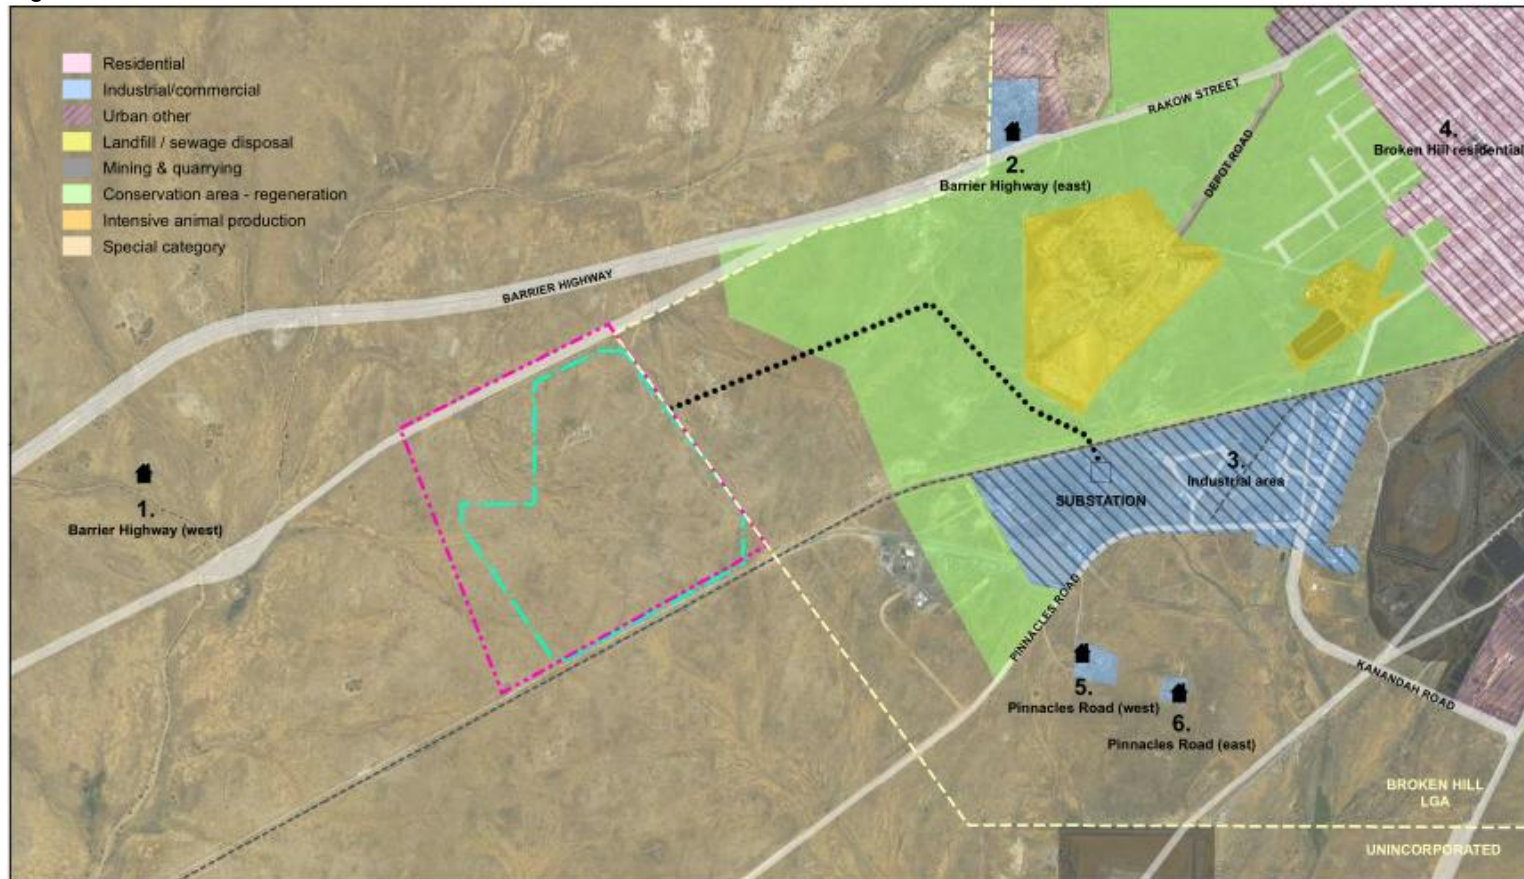 Residential
Industrial/commercial
Urban other
Landfill / sewage disposal
Mining & quarrying
Conservation area - regeneration
Intensive animal production
Special category
RAKOW STREET
DEPOT ROAD
4.
Broken Hill residential
2.
Barrier Highway (east)
BARRIER HIGHWAY
1.
Barrier Highway (west)
3.
Industrial area
SUBSTATION
PINNACLES ROAD
5.
Pinnacles Road (west)
6.
Pinnacles Road (east)
KANANDAH ROAD
BROKEN HILL
LGA
UNINCORPORATED